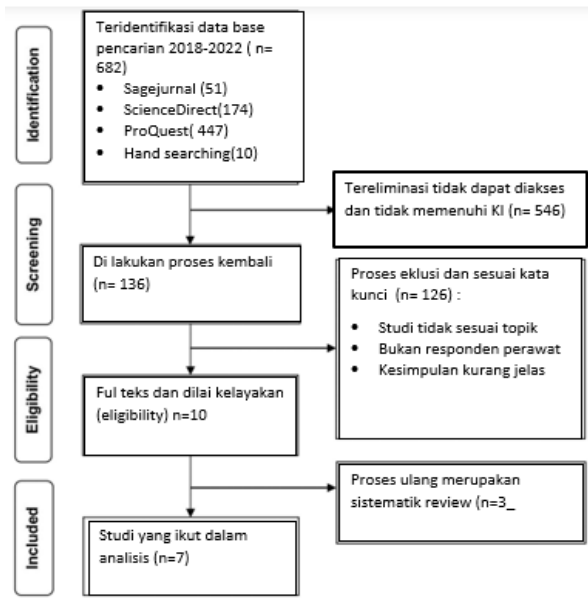 Identification
Teridentifikasi data base
pencarian 2018-2022 ( n=
682)
• Sagejurnal (51)
• ScienceDirect(174)
• ProQuest( 447)
• Hand searching(10)
Screening
Tereliminasi tidak dapat diakses
dan tidak memenuhi KI (n= 546)
Di lakukan proses kembali
(n= 136)
Proses eklusi dan sesuai kata
kunci (n= 126) :
• Studi tidak sesuai topik
• Bukan responden perawat
• Kesimpulan kurang jelas
Eligibility
Ful teks dan dilai kelayakan
(eligibility) n=10
Included
Proses ulang merupakan
sistematik review (n=3_
Studi yang ikut dalam
analisis (n=7)